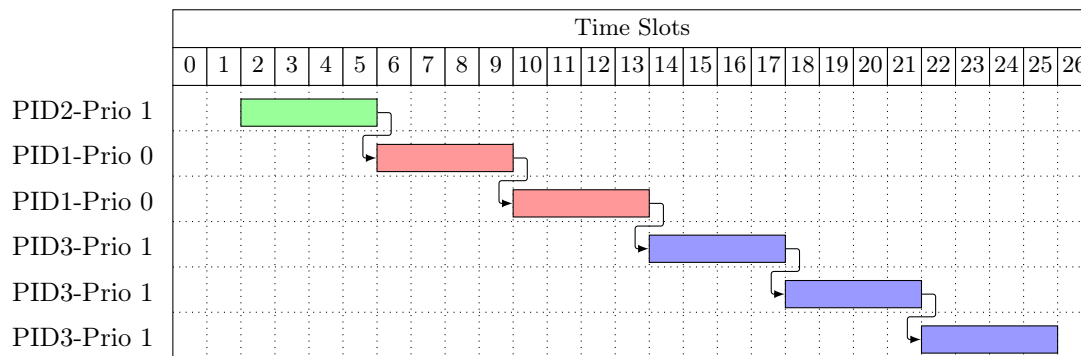 Time Slots
0 1 2 3 4 5 6 7 8 9 10 11 12 13 14 15 16 17 18 19 20 21 22 23 24 25 26
PID2-Prio 1
PID1-Prio 0
PID1-Prio 0
PID3-Prio 1
PID3-Prio 1
PID3-Prio 1